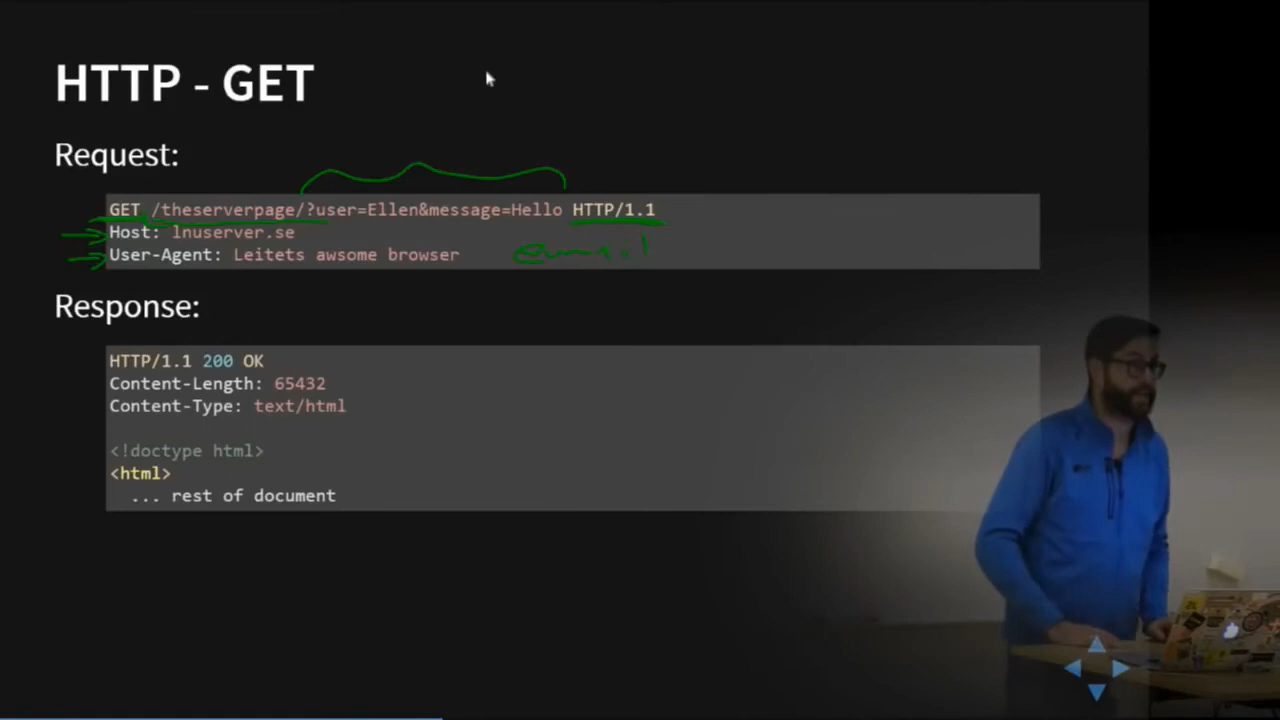 HTTP - GET
Request:
GET /theserverpage/?user=Ellen&message=Hello HTTP/1.1
Host: lnuserver.se
User-Agent: Leitets awsome browser
Response:
HTTP/1.1 200 OK
Content-Length: 65432
Content-Type: text/html
<!doctype html>
<html>
... rest of document